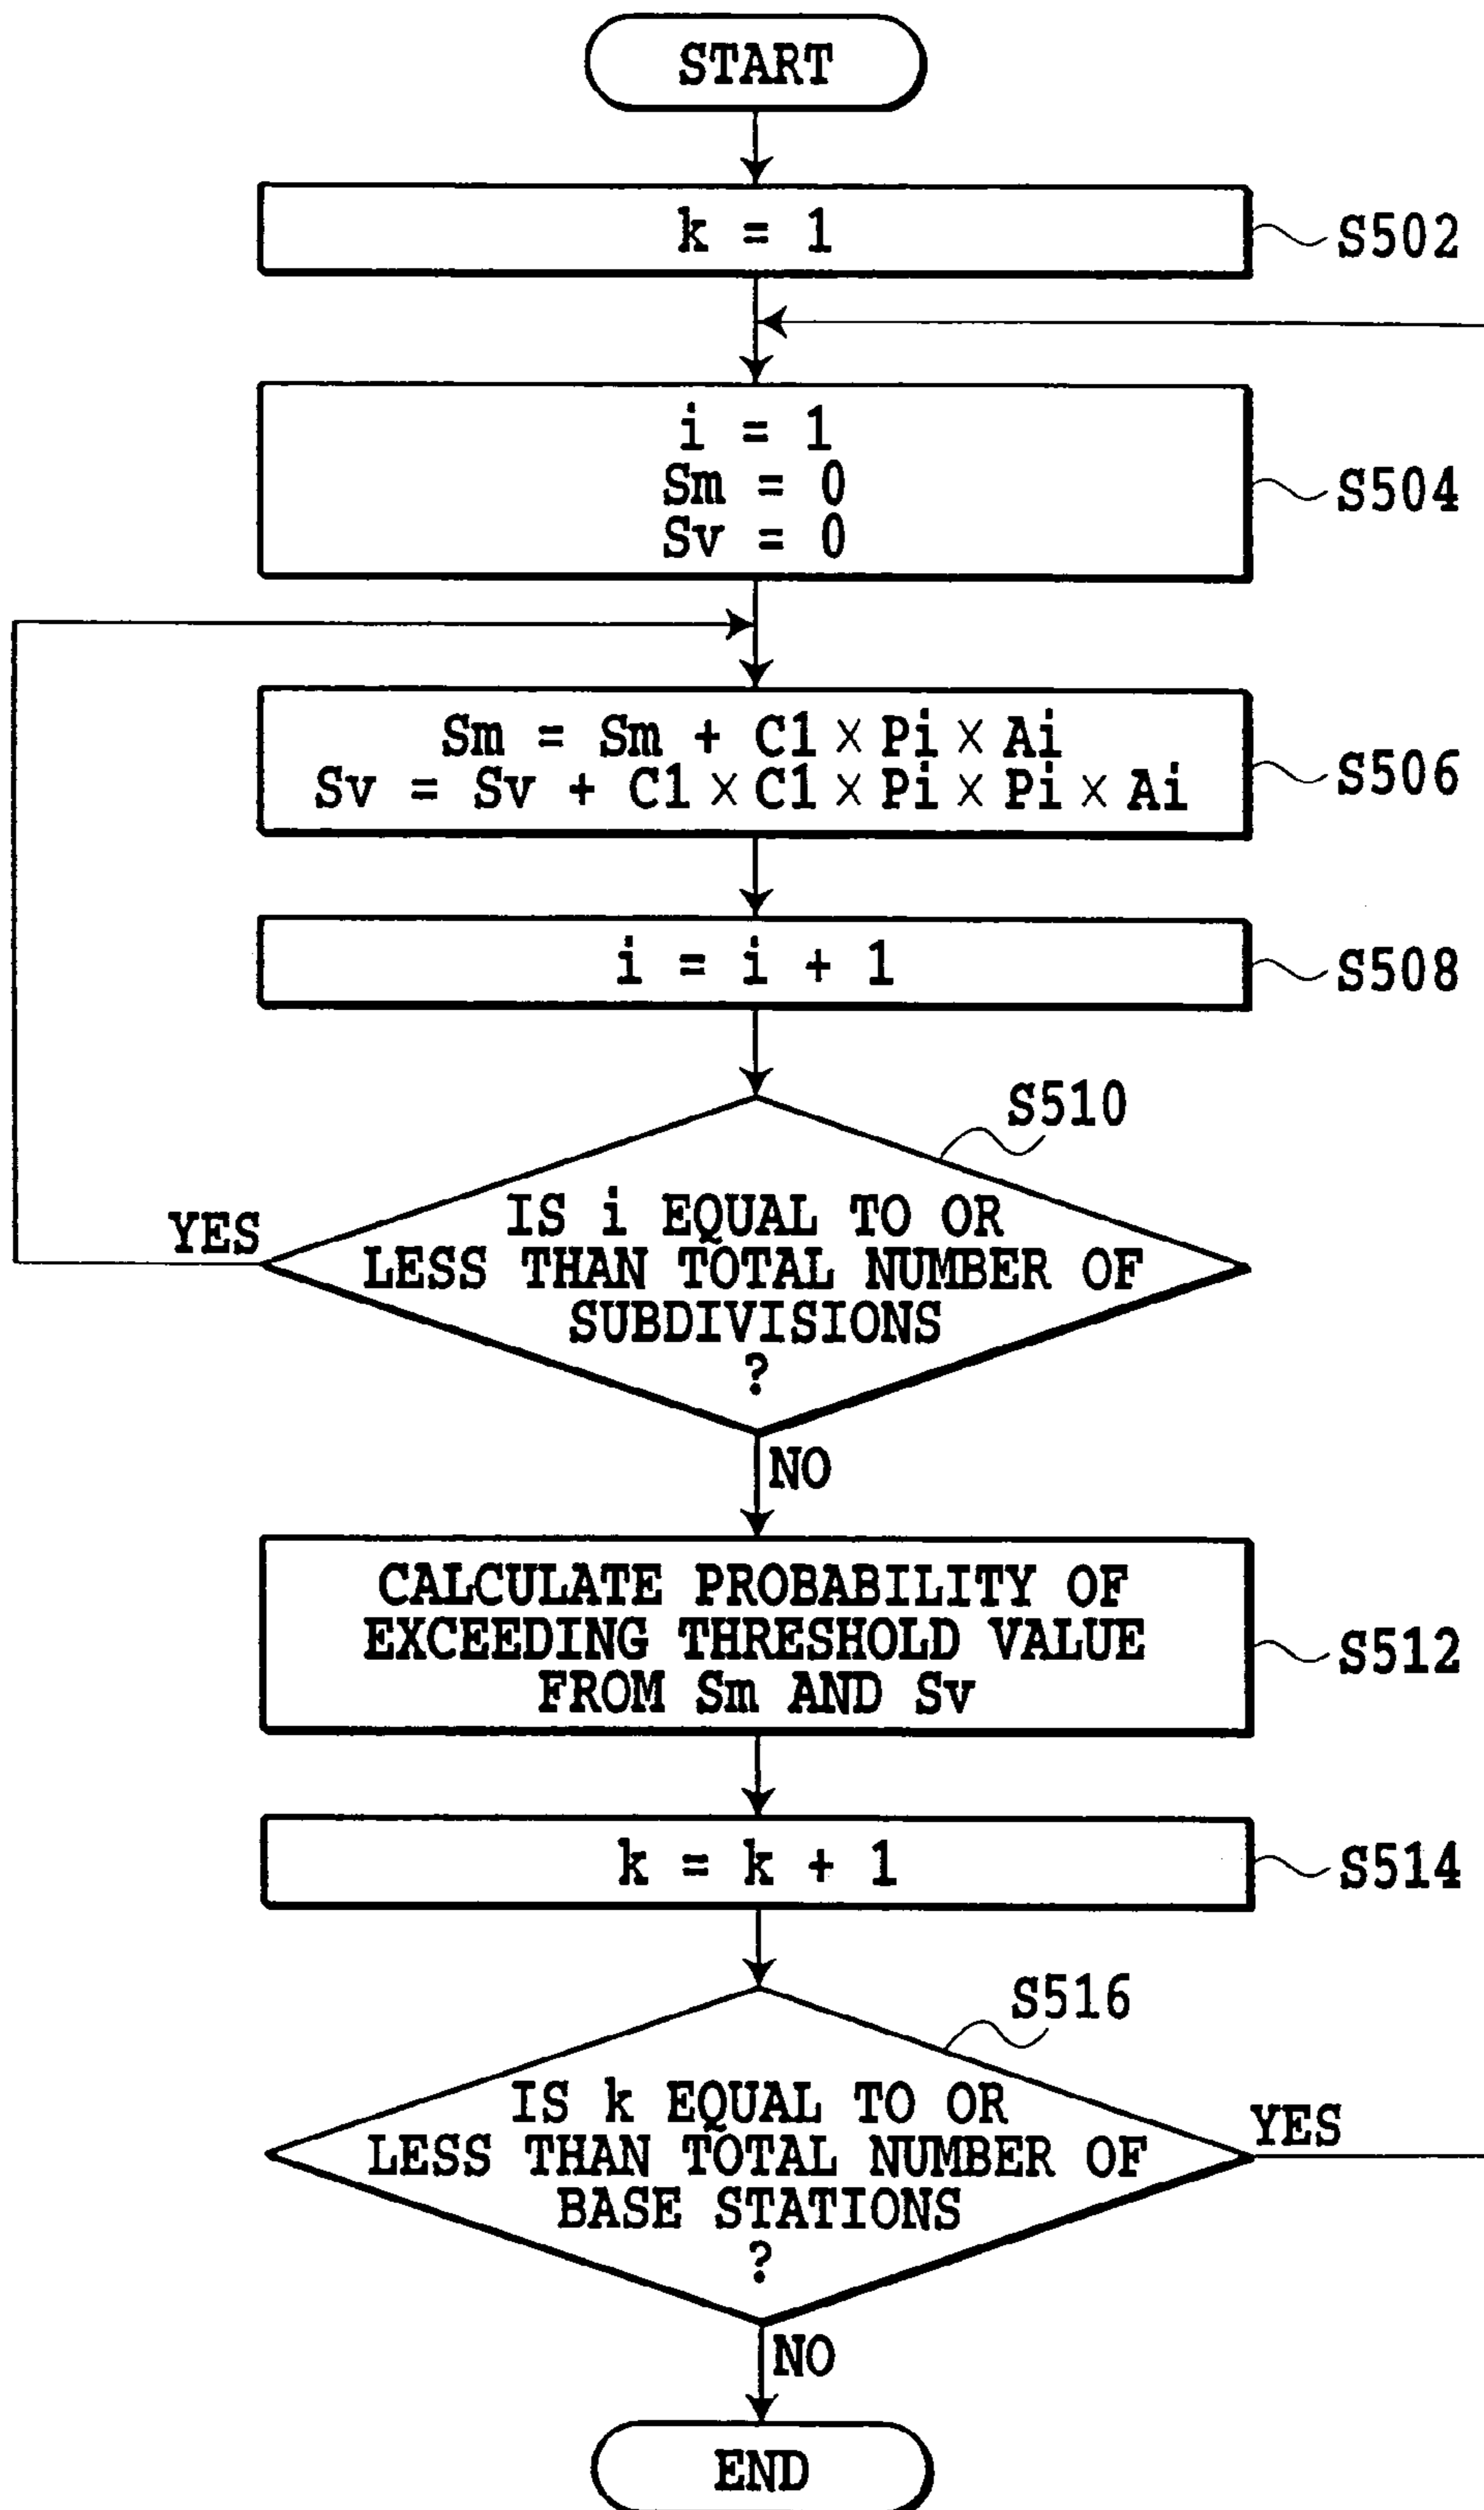 START
k = 1
S502
i = 1
Sm = 0
Sv = 0
S504
Sm = Sm + C1 × Pi × Ai
Sv = Sv + C1 × C1 × Pi × Pi × Ai
S506
i = i + 1
S508
S510
IS i EQUAL TO OR
LESS THAN TOTAL NUMBER OF
SUBDIVISIONS
?
YES
NO
CALCULATE PROBABILITY OF
EXCEEDING THRESHOLD VALUE
FROM Sm AND Sv
S512
k = k + 1
S514
S516
IS k EQUAL TO OR
LESS THAN TOTAL NUMBER OF
BASE STATIONS
?
YES
NO
END